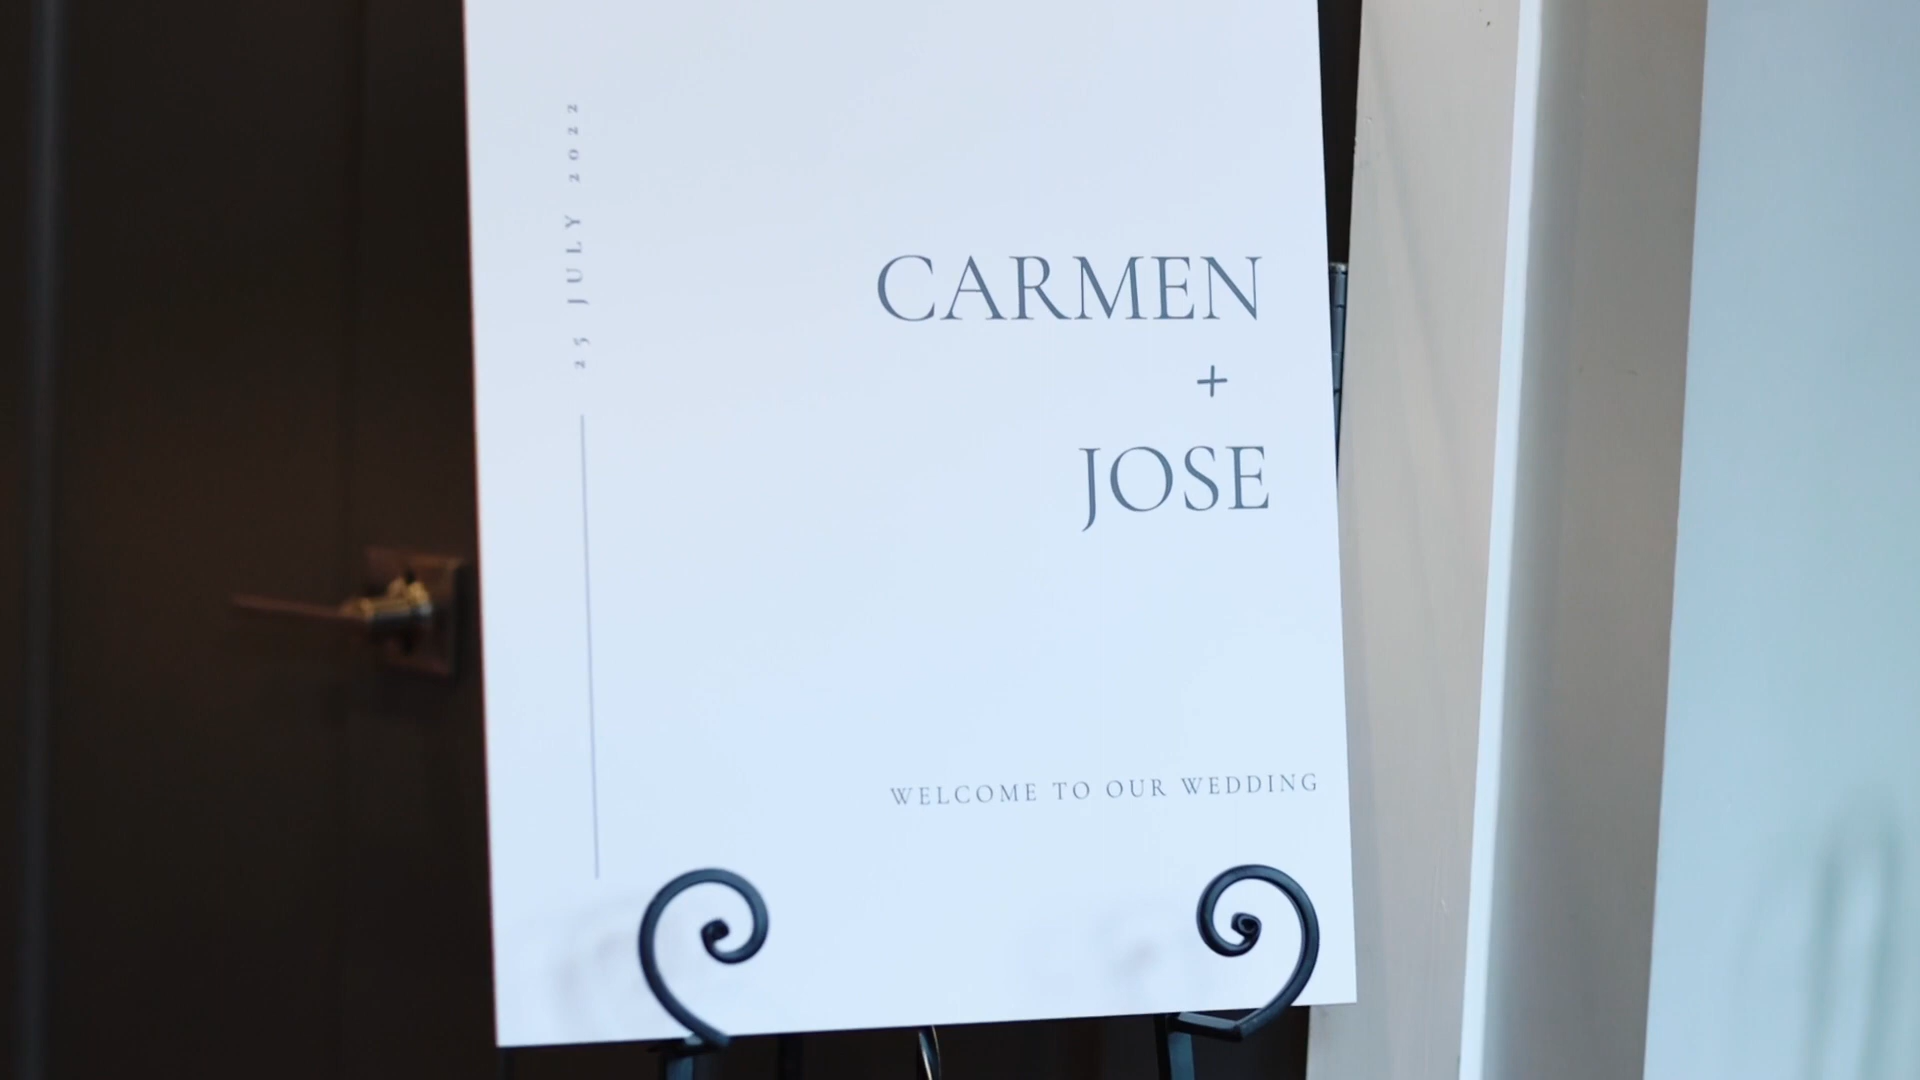 25 JULY 2022
CARMEN
+
JOSE
WELCOME TO OUR WEDDING